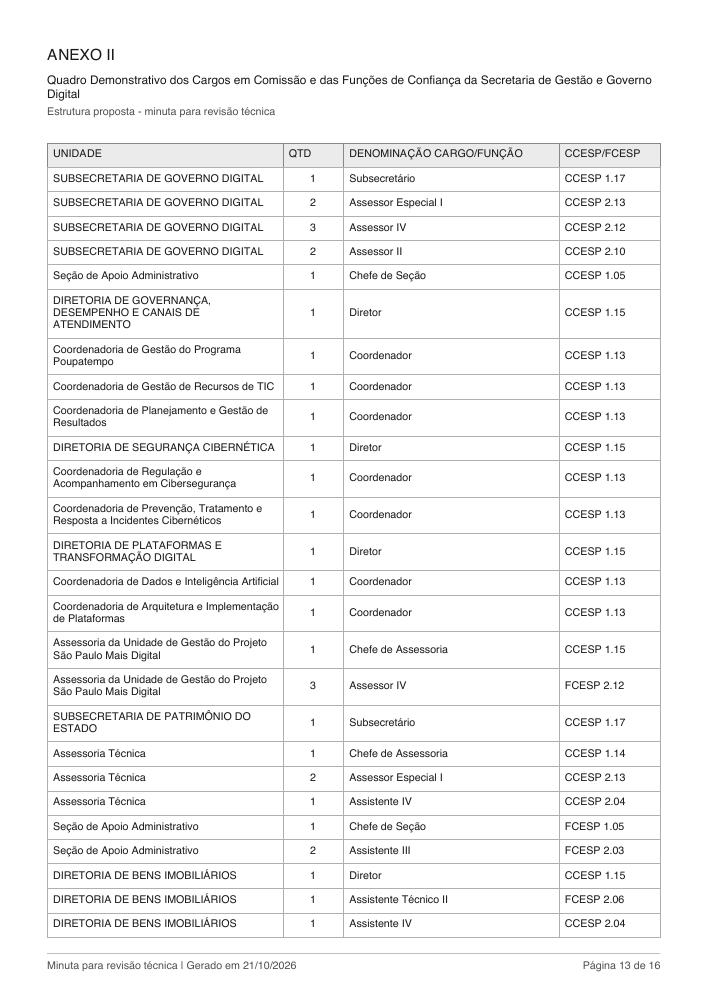 ANEXO II
Quadro Demonstrativo dos Cargos em Comissão e das Funções de Confiança da Secretaria de Gestão e Governo
Digital
Estrutura proposta - minuta para revisão técnica
UNIDADE QTD DENOMINAÇÃO CARGO/FUNÇÃO CCESP/FCESP
SUBSECRETARIA DE GOVERNO DIGITAL 1 Subsecretário CCESP 1.17
SUBSECRETARIA DE GOVERNO DIGITAL 2 Assessor Especial I CCESP 2.13
SUBSECRETARIA DE GOVERNO DIGITAL 3 Assessor IV CCESP 2.12
SUBSECRETARIA DE GOVERNO DIGITAL 2 Assessor II CCESP 2.10
Seção de Apoio Administrativo 1 Chefe de Seção CCESP 1.05
DIRETORIA DE GOVERNANÇA,
DESEMPENHO E CANAIS DE
ATENDIMENTO
1 Diretor CCESP 1.15
Coordenadoria de Gestão do Programa
Poupatempo
1 Coordenador CCESP 1.13
Coordenadoria de Gestão de Recursos de TIC 1 Coordenador CCESP 1.13
Coordenadoria de Planejamento e Gestão de
Resultados
1 Coordenador CCESP 1.13
DIRETORIA DE SEGURANÇA CIBERNÉTICA 1 Diretor CCESP 1.15
Coordenadoria de Regulação e
Acompanhamento em Cibersegurança
1 Coordenador CCESP 1.13
Coordenadoria de Prevenção, Tratamento e
Resposta a Incidentes Cibernéticos
1 Coordenador CCESP 1.13
DIRETORIA DE PLATAFORMAS E
TRANSFORMAÇÃO DIGITAL
1 Diretor CCESP 1.15
Coordenadoria de Dados e Inteligência Artificial 1 Coordenador CCESP 1.13
Coordenadoria de Arquitetura e Implementação
de Plataformas
1 Coordenador CCESP 1.13
Assessoria da Unidade de Gestão do Projeto
São Paulo Mais Digital
1 Chefe de Assessoria CCESP 1.15
Assessoria da Unidade de Gestão do Projeto
São Paulo Mais Digital
3 Assessor IV FCESP 2.12
SUBSECRETARIA DE PATRIMÔNIO DO
ESTADO
1 Subsecretário CCESP 1.17
Assessoria Técnica 1 Chefe de Assessoria CCESP 1.14
Assessoria Técnica 2 Assessor Especial I CCESP 2.13
Assessoria Técnica 1 Assistente IV CCESP 2.04
Seção de Apoio Administrativo 1 Chefe de Seção FCESP 1.05
Seção de Apoio Administrativo 2 Assistente III FCESP 2.03
DIRETORIA DE BENS IMOBILIÁRIOS 1 Diretor CCESP 1.15
DIRETORIA DE BENS IMOBILIÁRIOS 1 Assistente Técnico II FCESP 2.06
DIRETORIA DE BENS IMOBILIÁRIOS 1 Assistente IV CCESP 2.04
Minuta para revisão técnica | Gerado em 21/10/2026 Página 13 de 16